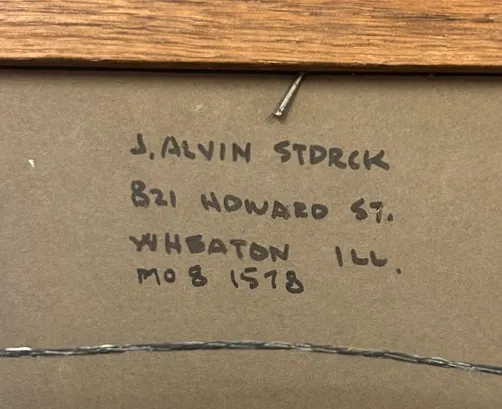 J. ALVIN STORCK
821 HOWARD ST.
WHEATON ILL.
MO 8 1578